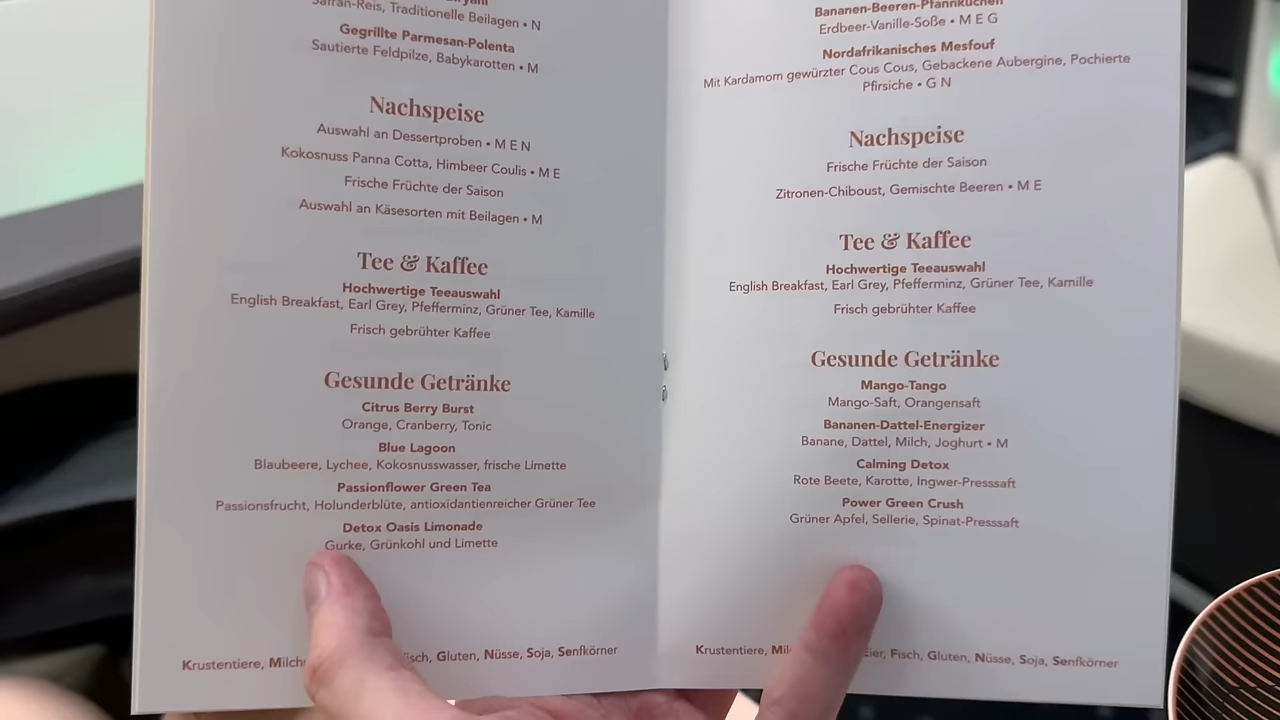 Safran-Reis, Traditionelle Beilagen • N
Gegrillte Parmesan-Polenta
Sautierte Feldpilze, Babykarotten • M
Nachspeise
Auswahl an Dessertproben • M E N
Kokosnuss Panna Cotta, Himbeer Coulis • M E
Frische Früchte der Saison
Auswahl an Käsesorten mit Beilagen • M
Tee & Kaffee
Hochwertige Teeauswahl
English Breakfast, Earl Grey, Pfefferminz, Grüner Tee, Kamille
Frisch gebrühter Kaffee
Gesunde Getränke
Citrus Berry Burst
Orange, Cranberry, Tonic
Blue Lagoon
Blaubeere, Lychee, Kokosnusswasser, frische Limette
Passionflower Green Tea
Passionsfrucht, Holunderblüte, antioxidantienreicher Grüner Tee
Detox Oasis Limonade
Gurke, Grünkohl und Limette
Krustentiere, Gluten, Nüsse, Soja, Senfkörner
Bananen-Beeren-Pfannkuchen
Erdbeer-Vanille-Soße • M E G
Nordafrikanisches Mesfouf
Mit Kardamom gewürzter Cous Cous, Gebackene Aubergine, Pochierte
Pfirsiche • G N
Nachspeise
Frische Früchte der Saison
Zitronen-Chiboust, Gemischte Beeren • M E
Tee & Kaffee
Hochwertige Teeauswahl
English Breakfast, Earl Grey, Pfefferminz, Grüner Tee, Kamille
Frisch gebrühter Kaffee
Gesunde Getränke
Mango-Tango
Mango-Saft, Orangensaft
Bananen-Dattel-Energizer
Banane, Dattel, Milch, Joghurt • M
Calming Detox
Rote Beete, Karotte, Ingwer-Presssaft
Power Green Crush
Grüner Apfel, Sellerie, Spinat-Presssaft
Krustentiere, Eier, Fisch, Gluten, Nüsse, Soja, Senfkörner